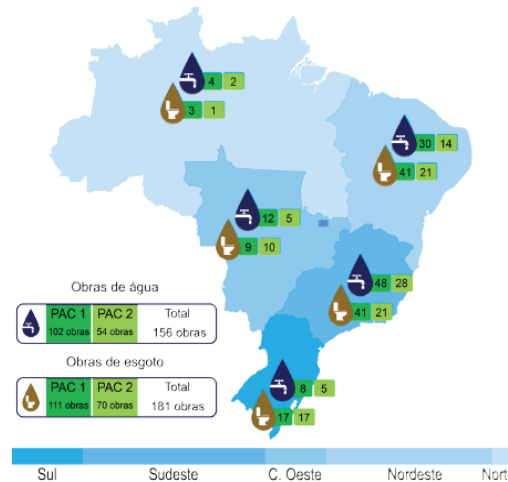 4 2
3 1
30 14
41 21
12 5
9 10
48 28
41 21
8 5
17 17
Obras de água
PAC 1 PAC 2 Total
102 obras 54 obras 156 obras
Obras de esgoto
PAC 1 PAC 2 Total
111 obras 70 obras 181 obras
Sul Sudeste C. Oeste Nordeste Nort